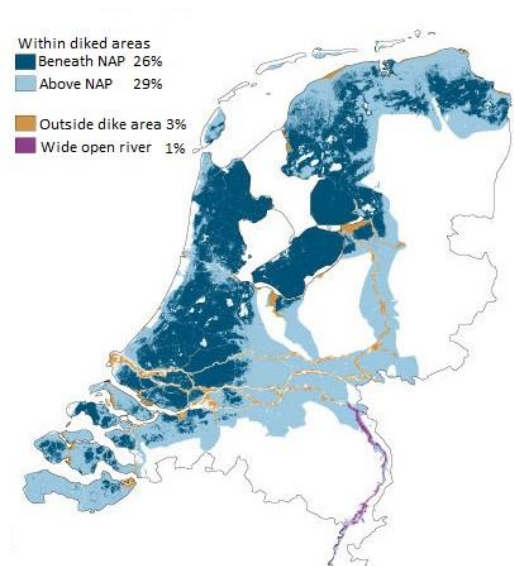 Within diked areas
Beneath NAP 26%
Above NAP 29%
Outside dike area 3%
Wide open river 1%